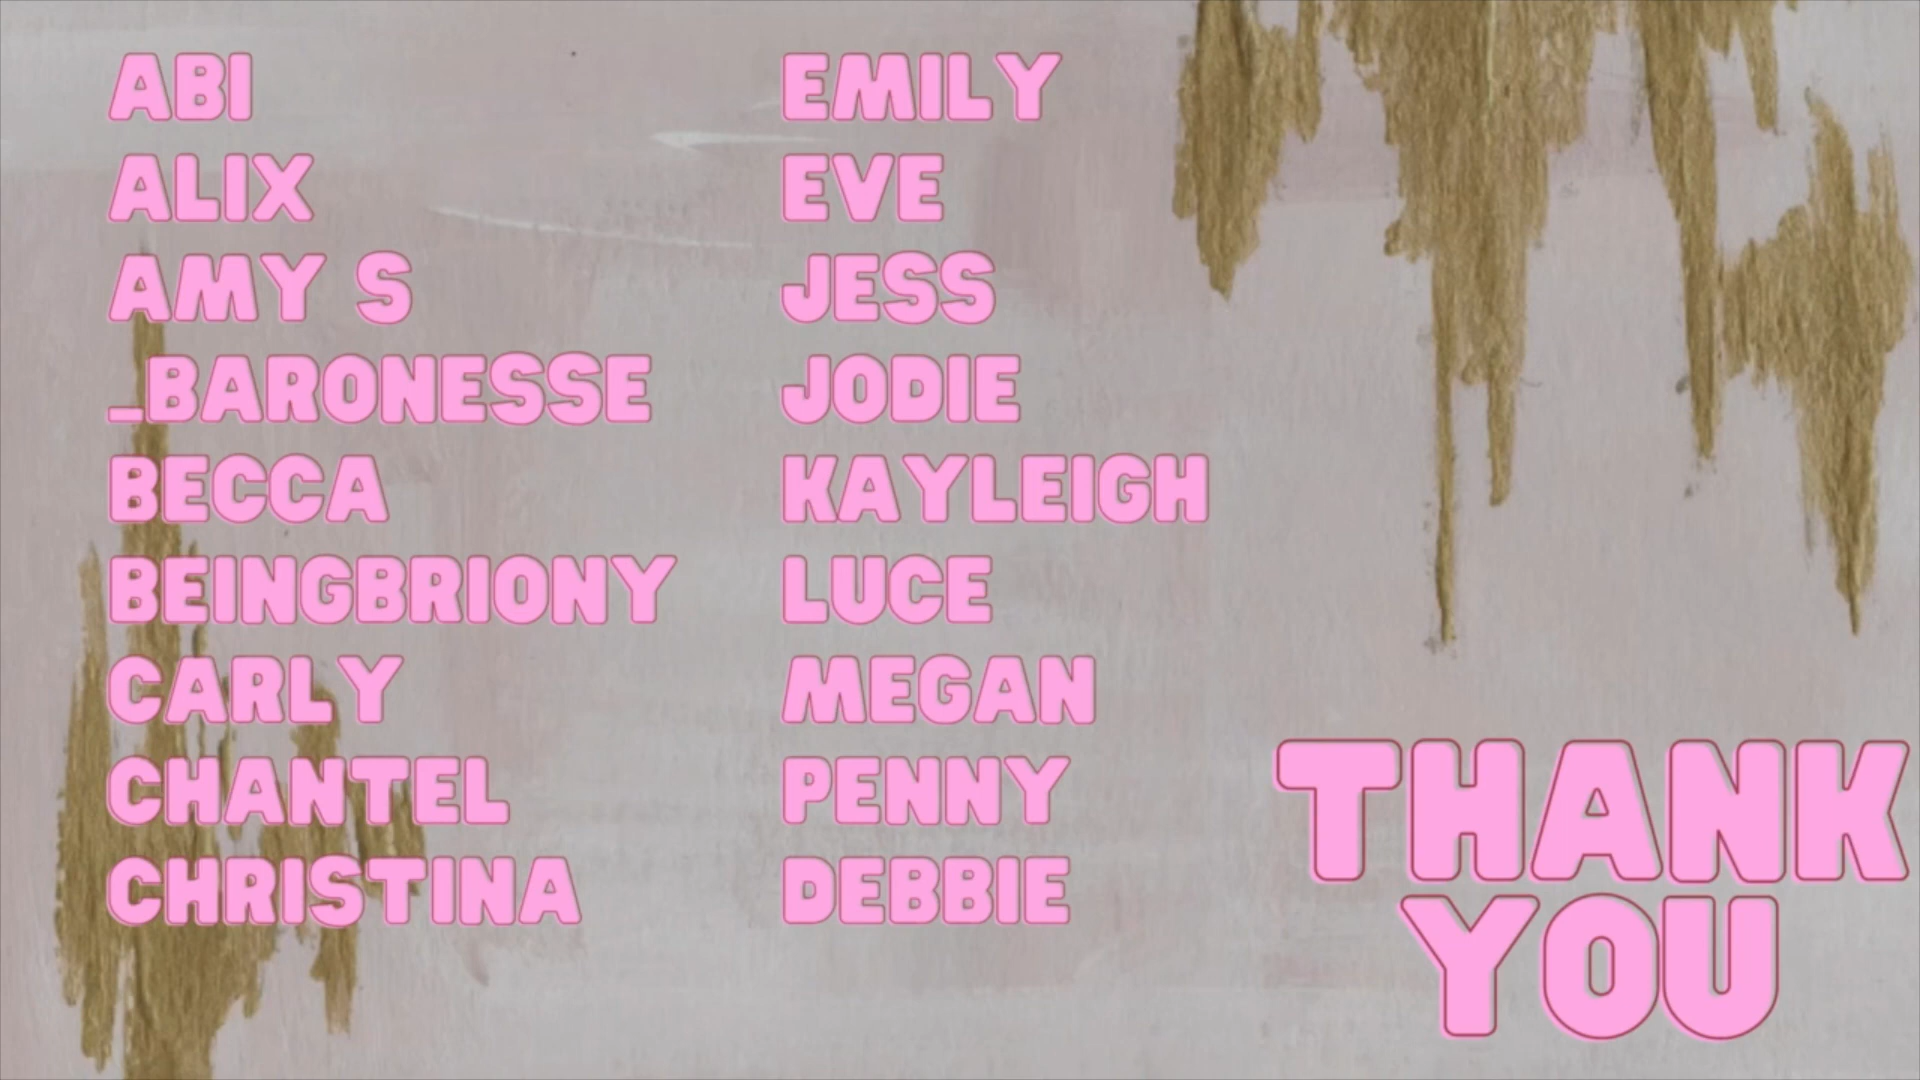 ABI
ALIX
AMY S
_BARONESSE
BECCA
BEINGBRIONY
CARLY
CHANTEL
CHRISTINA
EMILY
EVE
JESS
JODIE
KAYLEIGH
LUCE
MEGAN
PENNY
DEBBIE
THANK
YOU